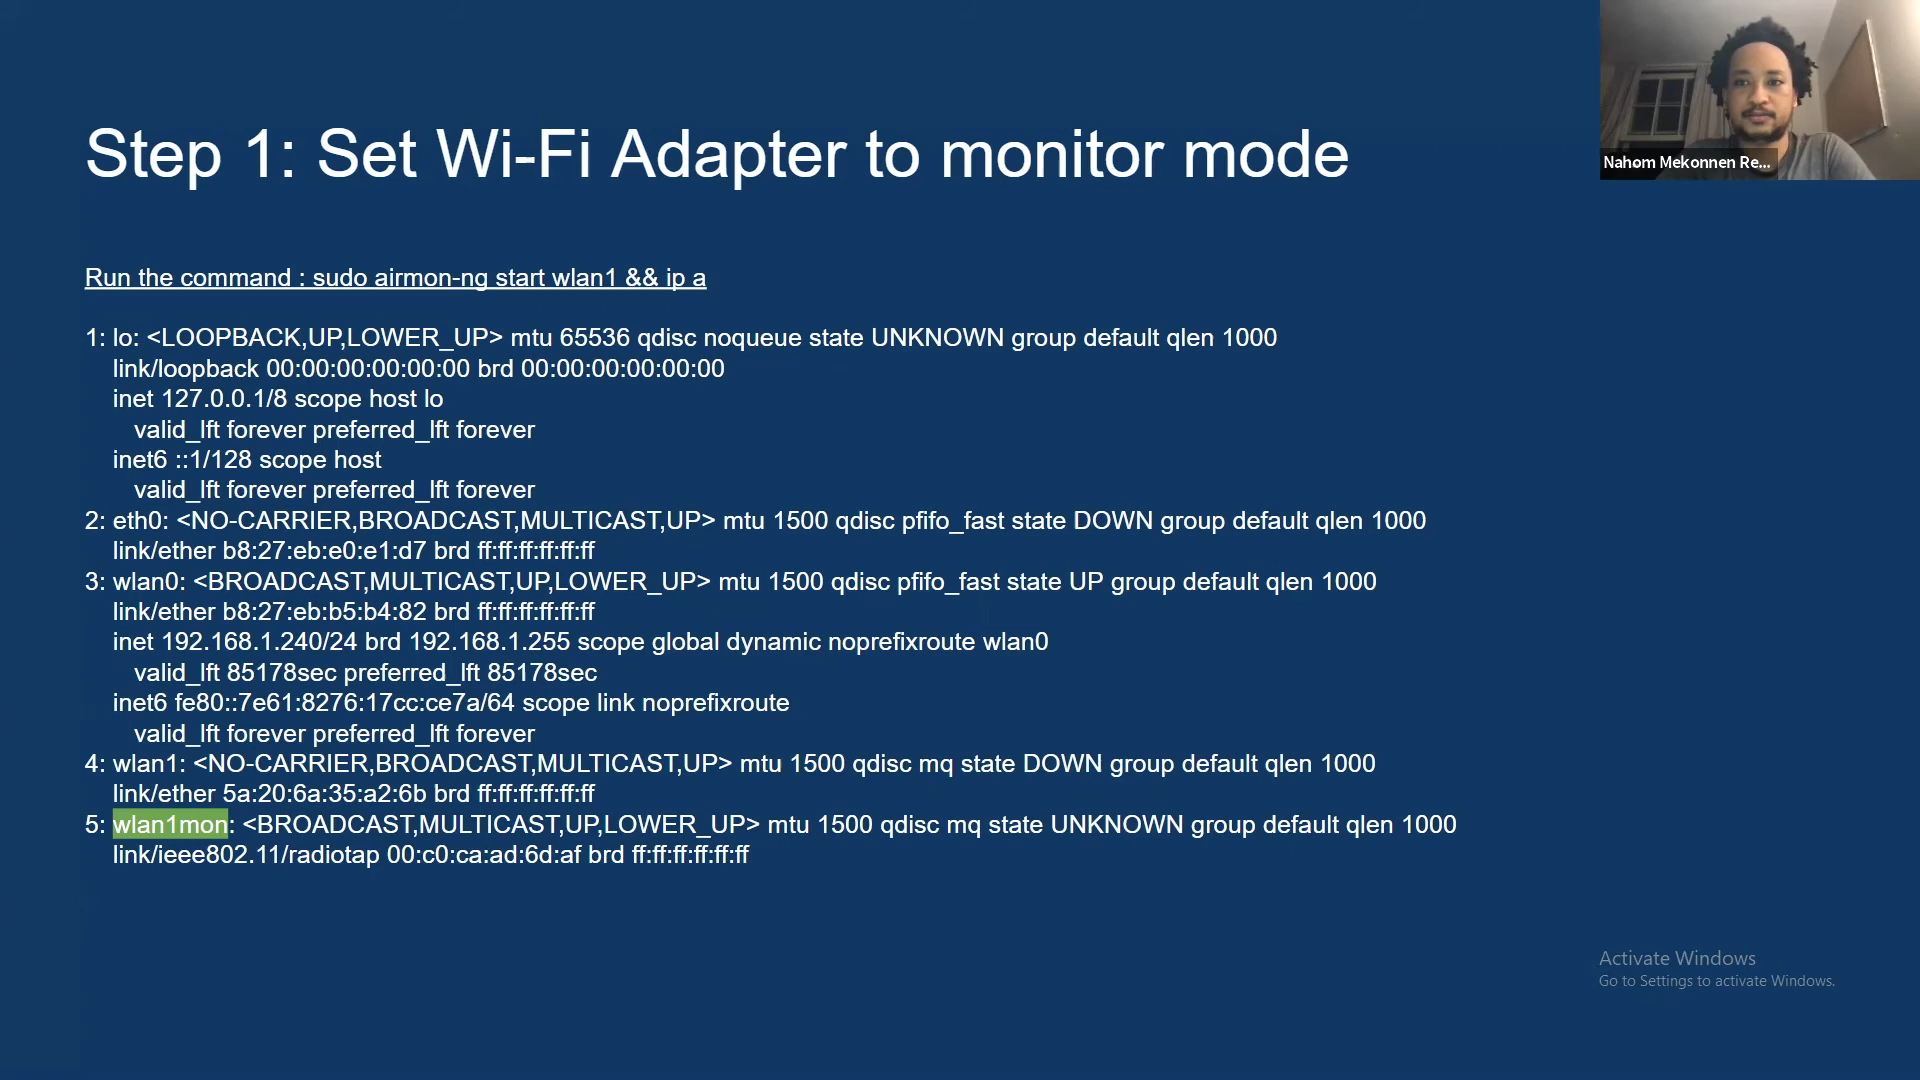 Step 1: Set Wi-Fi Adapter to monitor mode
Nahom Mekonnen Re...
Run the command : sudo airmon-ng start wlan1 && ip a
1: lo: <LOOPBACK,UP,LOWER_UP> mtu 65536 qdisc noqueue state UNKNOWN group default qlen 1000
link/loopback 00:00:00:00:00:00 brd 00:00:00:00:00:00
inet 127.0.0.1/8 scope host lo
valid_lft forever preferred_lft forever
inet6 ::1/128 scope host
valid_lft forever preferred_lft forever
2: eth0: <NO-CARRIER,BROADCAST,MULTICAST,UP> mtu 1500 qdisc pfifo_fast state DOWN group default qlen 1000
link/ether b8:27:eb:e0:e1:d7 brd ff:ff:ff:ff:ff:ff
3: wlan0: <BROADCAST,MULTICAST,UP,LOWER_UP> mtu 1500 qdisc pfifo_fast state UP group default qlen 1000
link/ether b8:27:eb:b5:b4:82 brd ff:ff:ff:ff:ff:ff
inet 192.168.1.240/24 brd 192.168.1.255 scope global dynamic noprefixroute wlan0
valid_lft 85178sec preferred_lft 85178sec
inet6 fe80::7e61:8276:17cc:ce7a/64 scope link noprefixroute
valid_lft forever preferred_lft forever
4: wlan1: <NO-CARRIER,BROADCAST,MULTICAST,UP> mtu 1500 qdisc mq state DOWN group default qlen 1000
link/ether 5a:20:6a:35:a2:6b brd ff:ff:ff:ff:ff:ff
5: wlan1mon: <BROADCAST,MULTICAST,UP,LOWER_UP> mtu 1500 qdisc mq state UNKNOWN group default qlen 1000
link/ieee802.11/radiotap 00:c0:ca:ad:6d:af brd ff:ff:ff:ff:ff:ff
Activate Windows
Go to Settings to activate Windows.